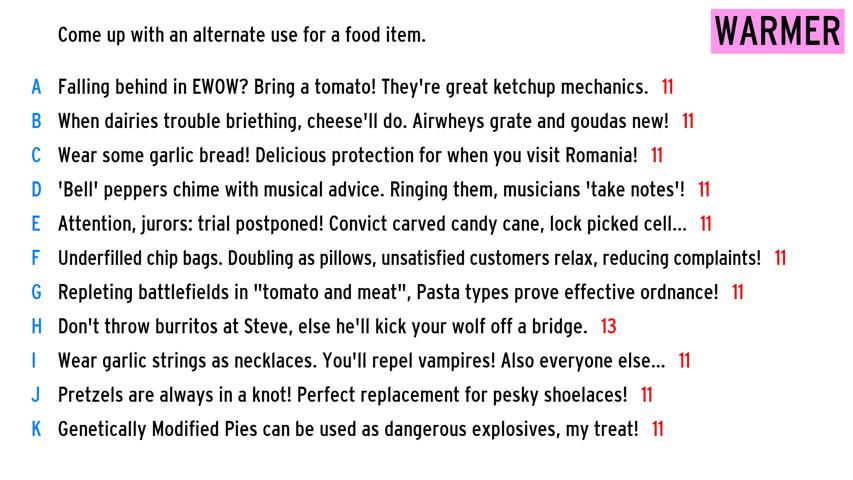 Come up with an alternate use for a food item.
WARMER
A Falling behind in EWOW? Bring a tomato! They're great ketchup mechanics. 11
B When dairies trouble briething, cheese'll do. Airwheys grate and goudas new! 11
C Wear some garlic bread! Delicious protection for when you visit Romania! 11
D 'Bell' peppers chime with musical advice. Ringing them, musicians 'take notes'! 11
E Attention, jurors: trial postponed! Convict carved candy cane, lock picked cell... 11
F Underfilled chip bags. Doubling as pillows, unsatisfied customers relax, reducing complaints! 11
G Repleting battlefields in "tomato and meat", Pasta types prove effective ordnance! 11
H Don't throw burritos at Steve, else he'll kick your wolf off a bridge. 13
I Wear garlic strings as necklaces. You'll repel vampires! Also everyone else... 11
J Pretzels are always in a knot! Perfect replacement for pesky shoelaces! 11
K Genetically Modified Pies can be used as dangerous explosives, my treat! 11